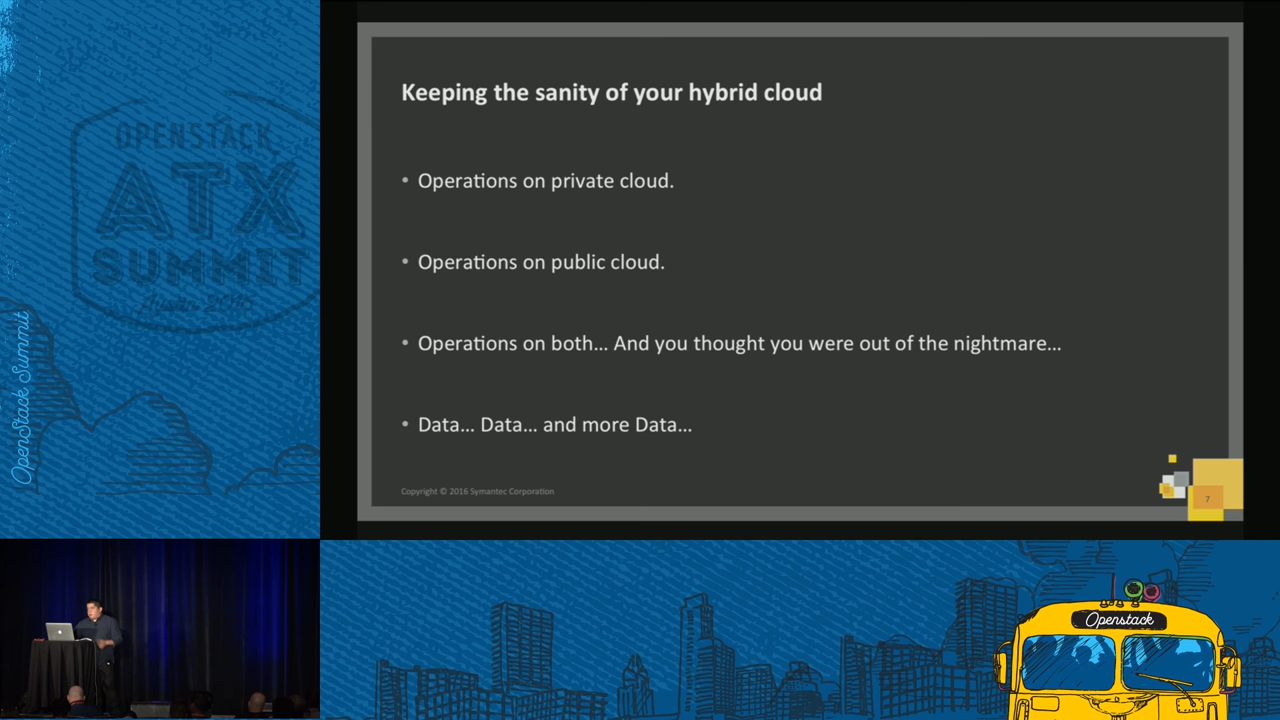 OPENSTACK
ATX
SUMMIT
Austin 2016
OpenStack Summit
Keeping the sanity of your hybrid cloud
• Operations on private cloud.
• Operations on public cloud.
• Operations on both... And you thought you were out of the nightmare...
• Data... Data... and more Data...
Copyright © 2016 Symantec Corporation
7
Openstack